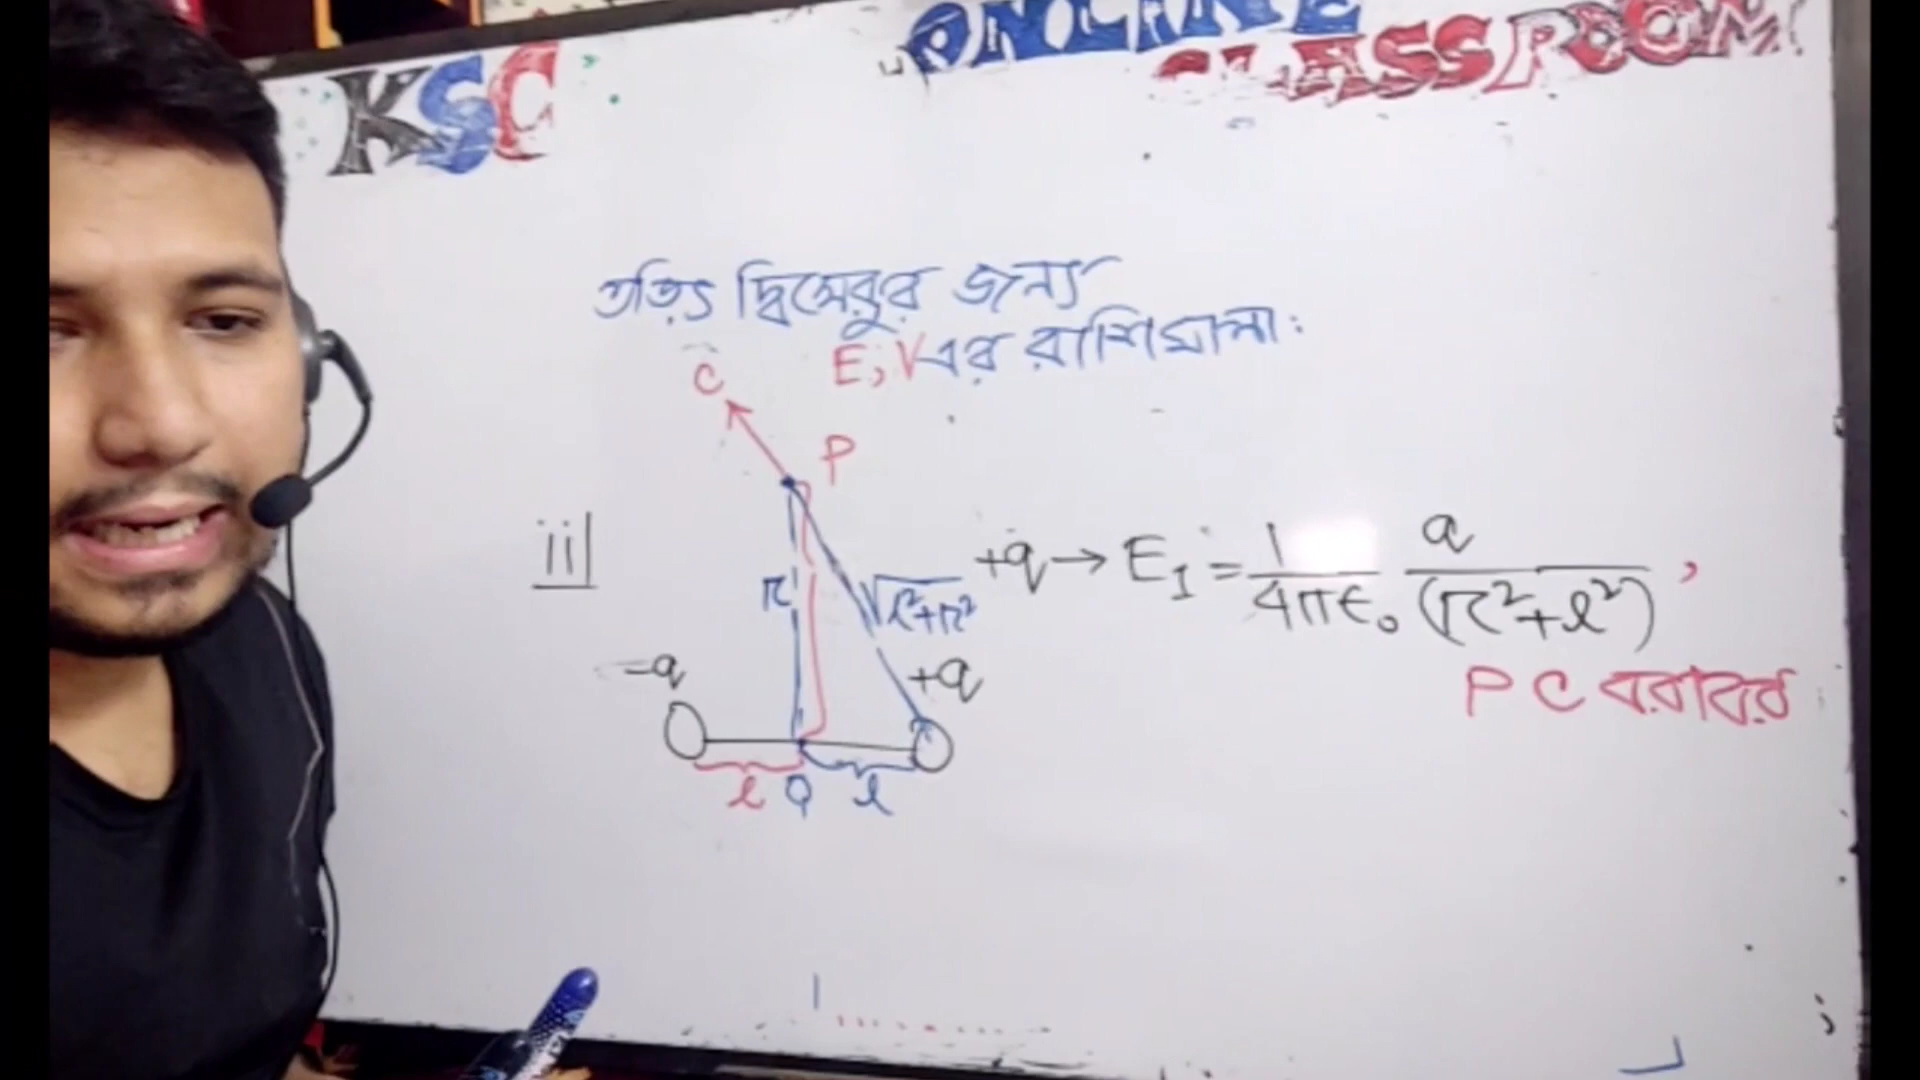 KSC
ONLINE
CLASSROOM
তড়িৎ দ্বিমেরুর জন্য
E, V এর রাশিমালা:
C
P
ii|
r
√l²+r²
+q → E₁ = 1/4πϵ₀ q/(r²+l²) ,
PC বরাবর
-q
+q
l O l